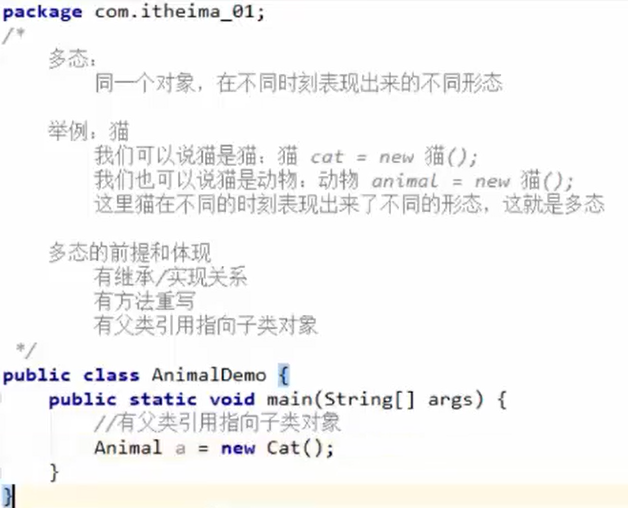 package com.itheima_01;
/*
    多态:
        同一个对象，在不同时刻表现出来的不同形态

    举例：猫
        我们可以说猫是猫：猫 cat = new 猫();
        我们也可以说猫是动物：动物 animal = new 猫();
        这里猫在不同的时刻表现出来了不同的形态，这就是多态

    多态的前提和体现
        有继承/实现关系
        有方法重写
        有父类引用指向子类对象
 */
public class AnimalDemo {
    public static void main(String[] args) {
        //有父类引用指向子类对象
        Animal a = new Cat();
    }
}